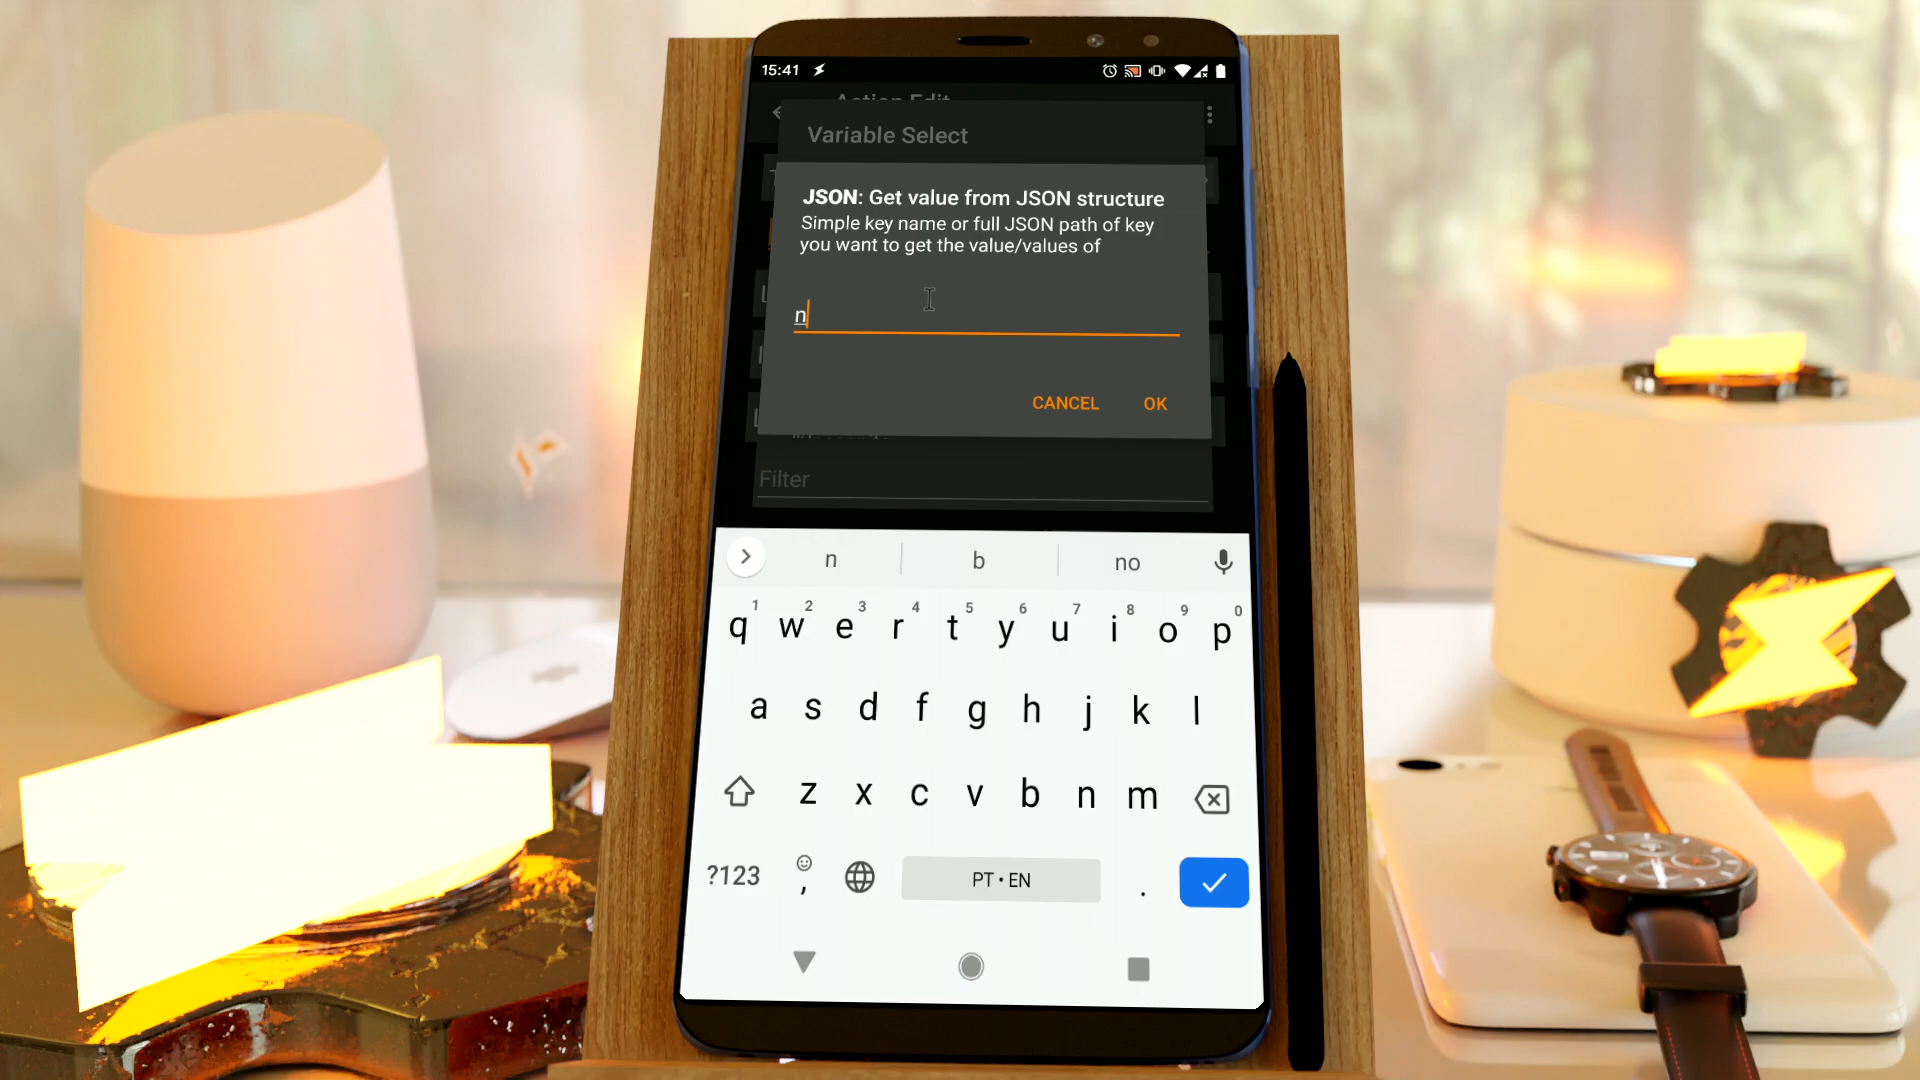 15:41
Action Edit
Variable Select
JSON: Get value from JSON structure
Simple key name or full JSON path of key
you want to get the value/values of
n
CANCEL OK
Filter
n b no
1 2 3 4 5 6 7 8 9 0
q w e r t y u i o p
a s d f g h j k l
z x c v b n m
?123 , PT • EN .